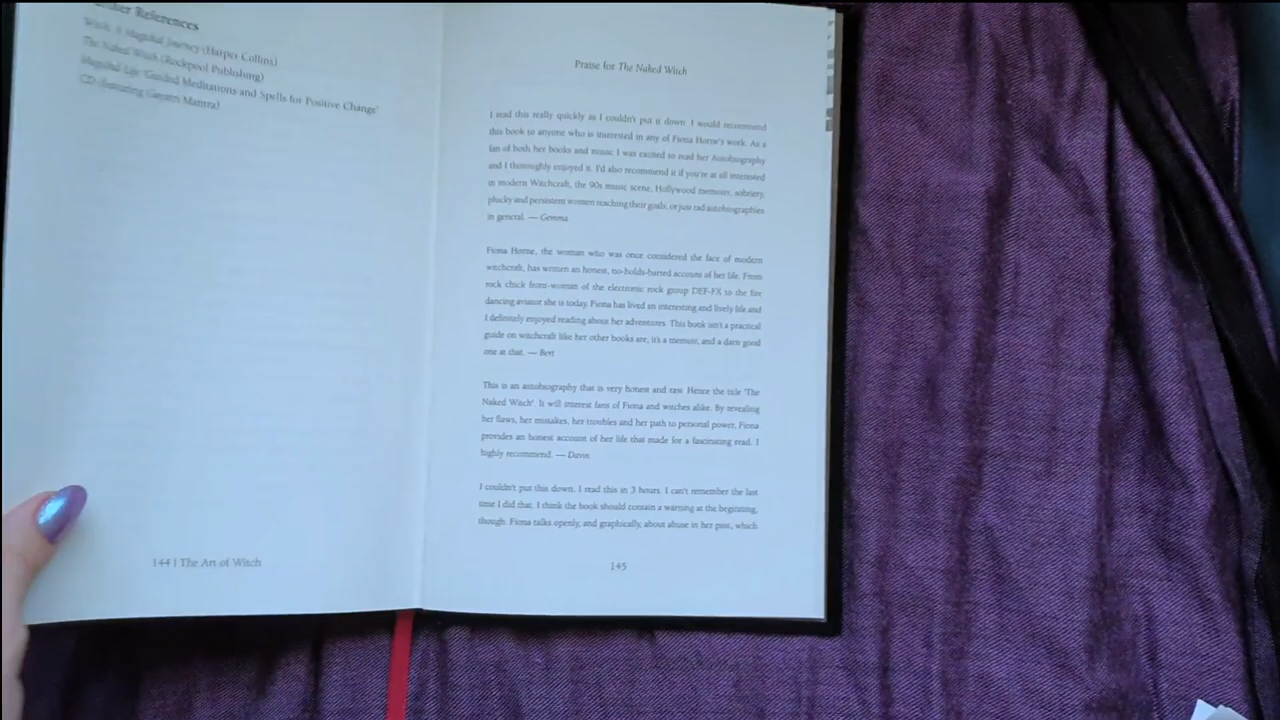 References
Witch: A Magickal Journey (Harper Collins)
The Naked Witch (Rockpool Publishing)
Magickal Life 'Guided Meditations and Spells for Positive Change'
CD (featuring Gayatri Mantra)
144 | The Art of Witch
Praise for The Naked Witch
I read this really quickly as I couldn't put it down. I would recommend
this book to anyone who is interested in any of Fiona Horne's work. As a
fan of both her books and music I was excited to read her Autobiography
and I thoroughly enjoyed it. I'd also recommend it if you're at all interested
in modern Witchcraft, the 90s music scene, Hollywood memoirs, sobriety,
plucky and persistent women reaching their goals, or just rad autobiographies
in general. — Gemma
Fiona Horne, the woman who was once considered the face of modern
witchcraft, has written an honest, no-holds-barred account of her life. From
rock chick front-woman of the electronic rock group DEF-FX to the fire
dancing aviator she is today. Fiona has lived an interesting and lively life and
I definitely enjoyed reading about her adventures. This book isn't a practical
guide on witchcraft like her other books are, it's a memoir, and a darn good
one at that. — Bert
This is an autobiography that is very honest and raw. Hence the title 'The
Naked Witch'. It will interest fans of Fiona and witches alike. By revealing
her flaws, her mistakes, her troubles and her path to personal power, Fiona
provides an honest account of her life that made for a fascinating read. I
highly recommend. — Davin
I couldn't put this down. I read this in 3 hours. I can't remember the last
time I did that. I think the book should contain a warning at the beginning,
though. Fiona talks openly, and graphically, about abuse in her past, which
145